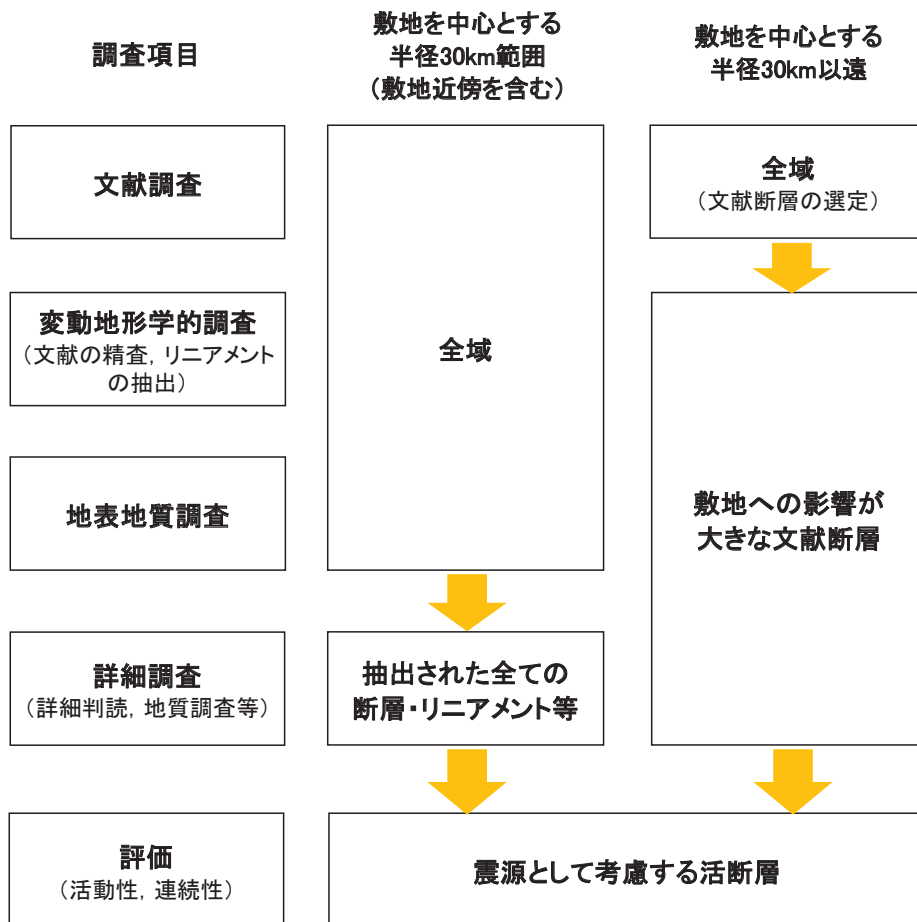 調査項目
敷地を中心とする
半径30km範囲
（敷地近傍を含む）
敷地を中心とする
半径30km以遠
文献調査
全域
（文献断層の選定）
変動地形学的調査
（文献の精査，リニアメント
の抽出）
全域
地表地質調査
敷地への影響が
大きな文献断層
詳細調査
（詳細判読，地質調査等）
抽出された全ての
断層・リニアメント等
評価
（活動性，連続性）
震源として考慮する活断層